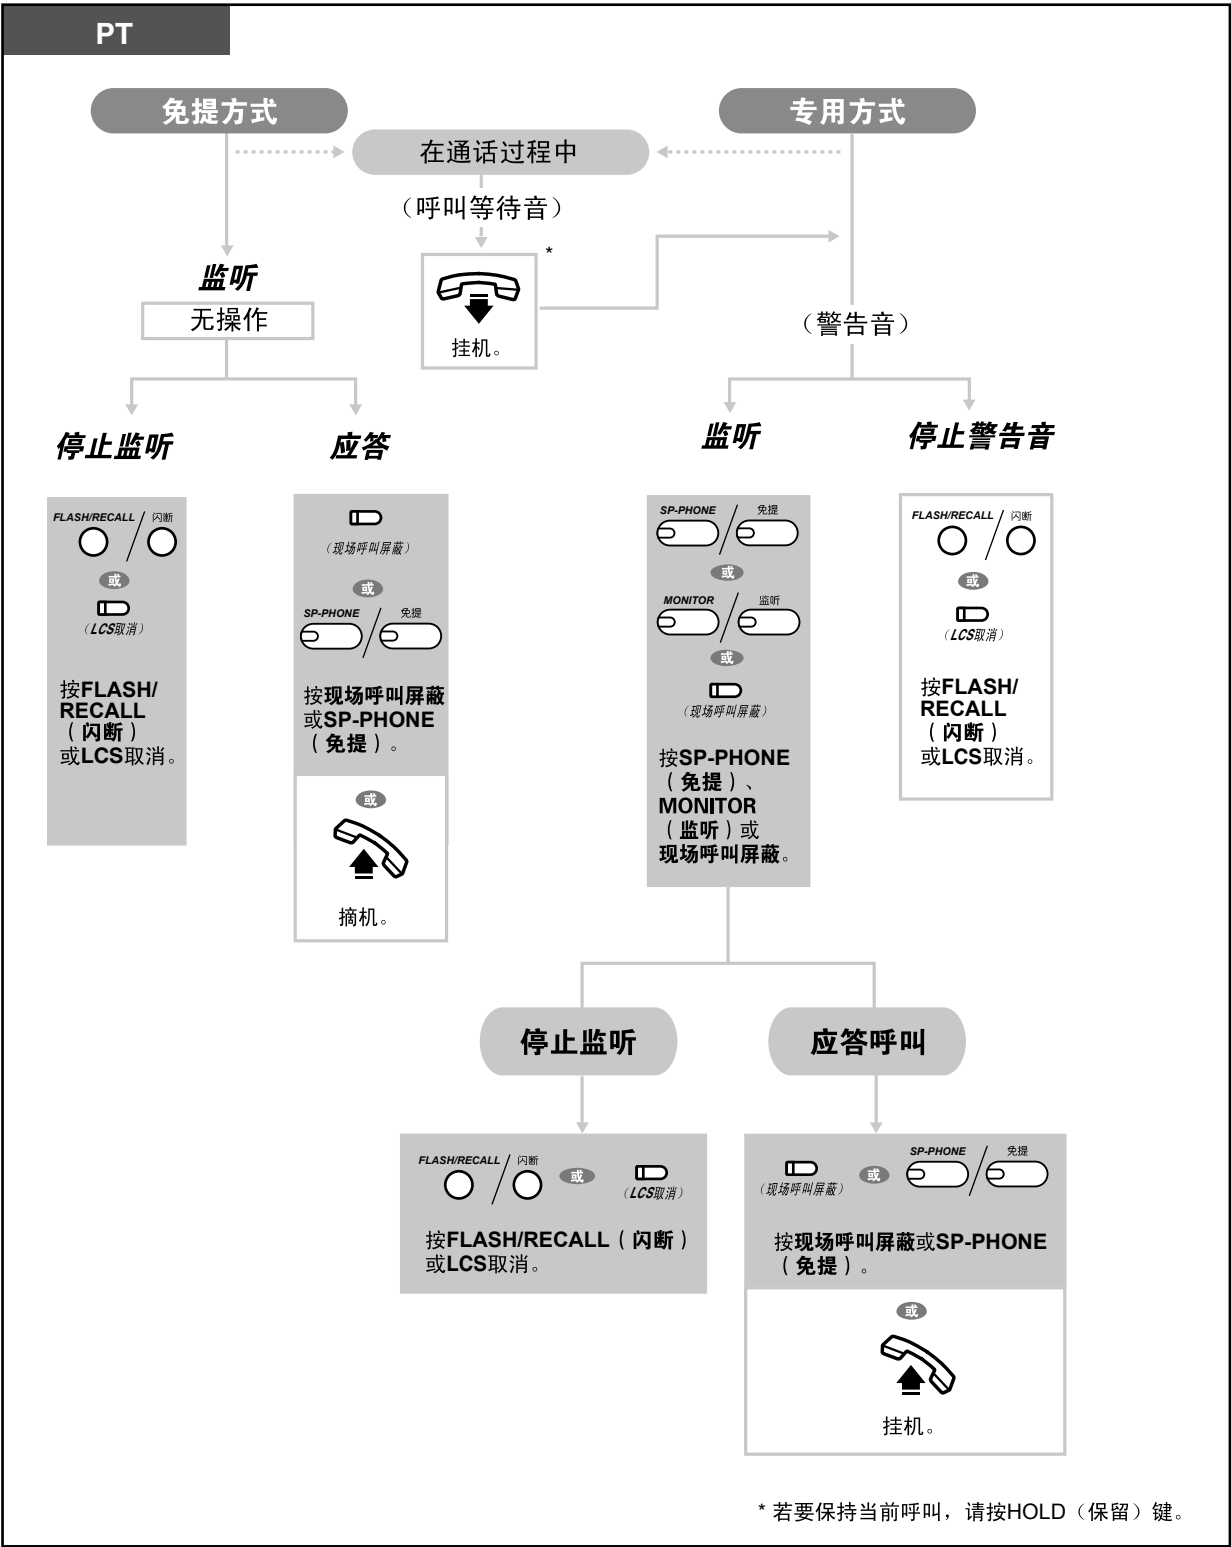 PT
免提方式
专用方式
在通话过程中
（呼叫等待音）
*
挂机。
监听
无操作
（警告音）
停止监听
应答
监听
停止警告音
FLASH/RECALL
闪断
或
（LCS取消）
按FLASH/
RECALL
（闪断）
或LCS取消。
（现场呼叫屏蔽）
或
SP-PHONE
免提
按现场呼叫屏蔽
或SP-PHONE
（免提）。
或
摘机。
SP-PHONE
免提
或
MONITOR
监听
或
（现场呼叫屏蔽）
按SP-PHONE
（免提）、
MONITOR
（监听）或
现场呼叫屏蔽。
FLASH/RECALL
闪断
或
（LCS取消）
按FLASH/
RECALL
（闪断）
或LCS取消。
停止监听
应答呼叫
FLASH/RECALL
闪断
或
（LCS取消）
按FLASH/RECALL（闪断）
或LCS取消。
（现场呼叫屏蔽）
或
SP-PHONE
免提
按现场呼叫屏蔽或SP-PHONE
（免提）。
或
挂机。
* 若要保持当前呼叫，请按HOLD（保留）键。